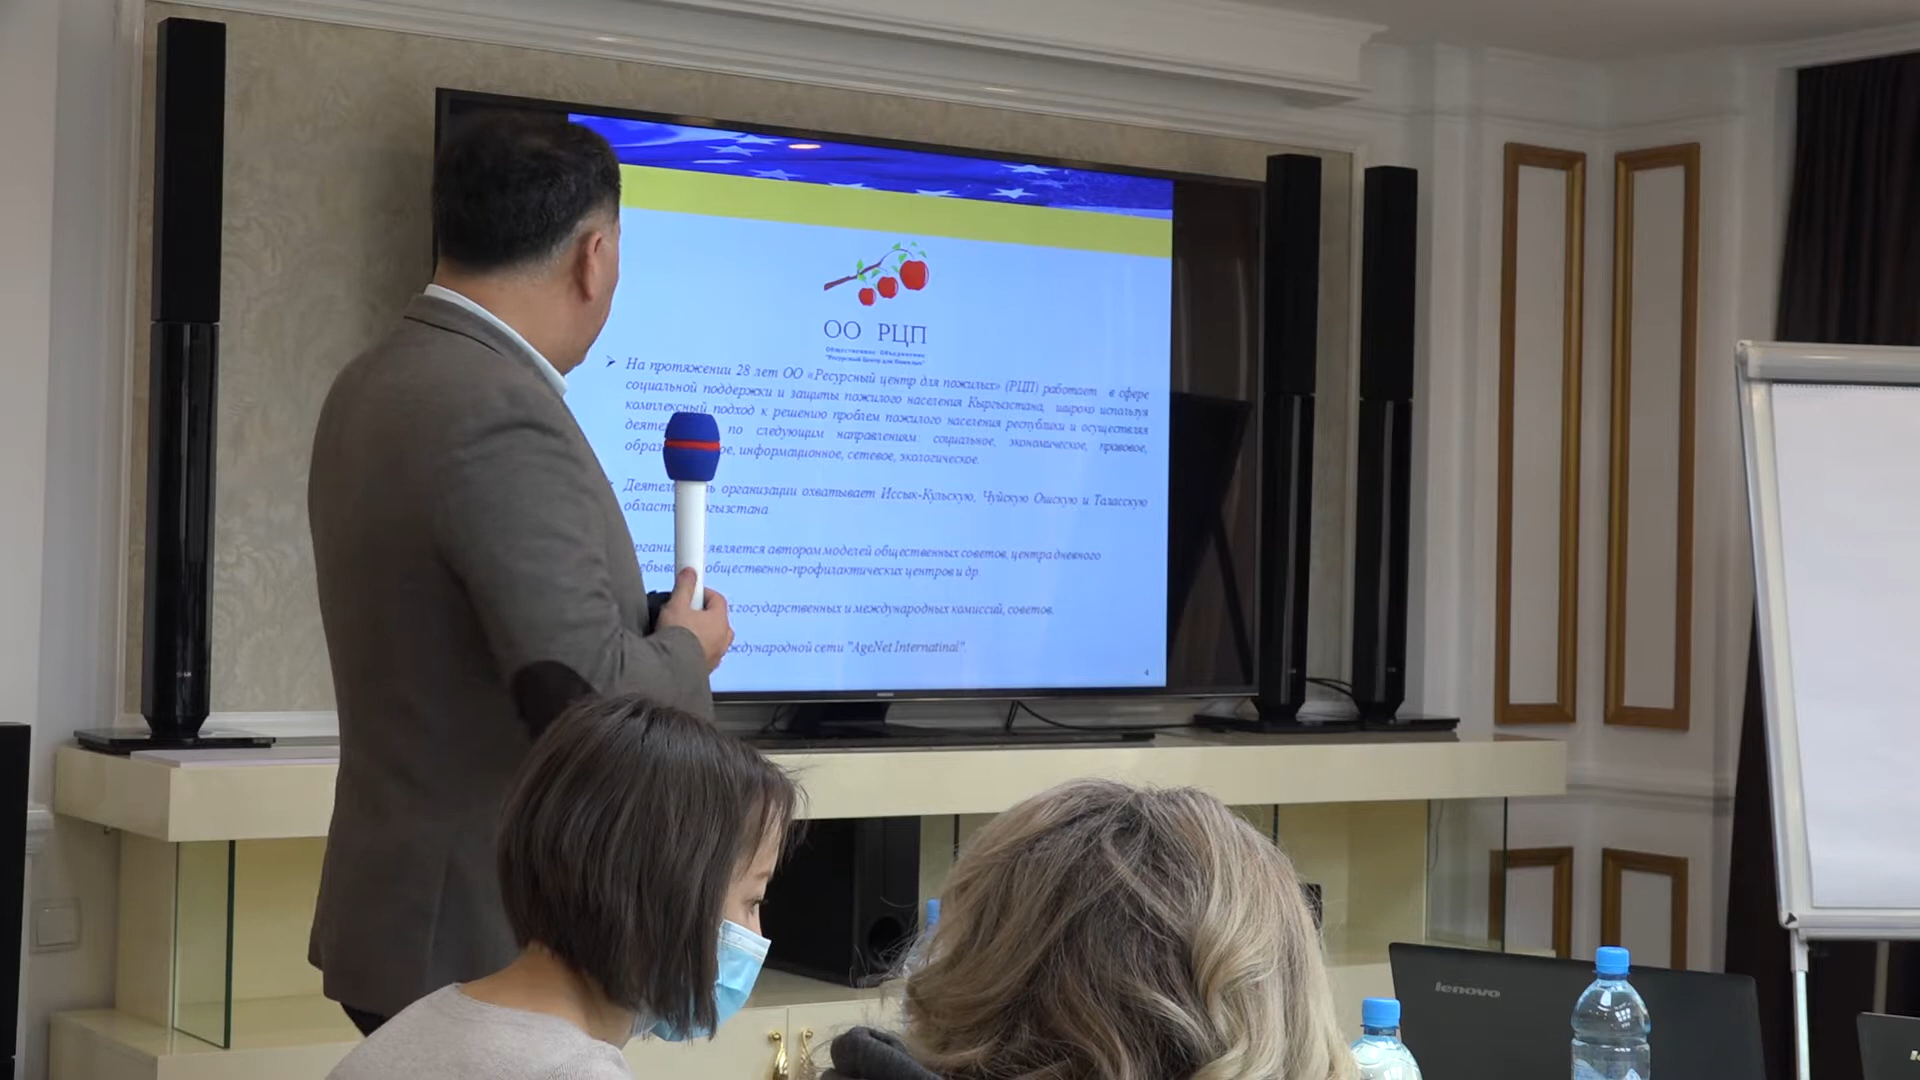 ОО РЦП
Общественное Объединение
"Ресурсный Центр для Пожилых"
На протяжении 28 лет ОО «Ресурсный центр для пожилых» (РЦП) работает в сфере
социальной поддержки и защиты пожилого населения Кыргызстана, широко используя
комплексный подход к решению проблем пожилого населения республики и осуществляя
по следующим направлениям: социальное, экономическое, правовое,
информационное, сетевое, экологическое.
организации охватывает Иссык-Кульскую, Чуйскую Ошскую и Таласскую
является автором моделей общественных советов, центра дневного
общественно-профилактических центров и др.
государственных и международных комиссий, советов.
сети "AgeNet Internatinal".
4
lenovo